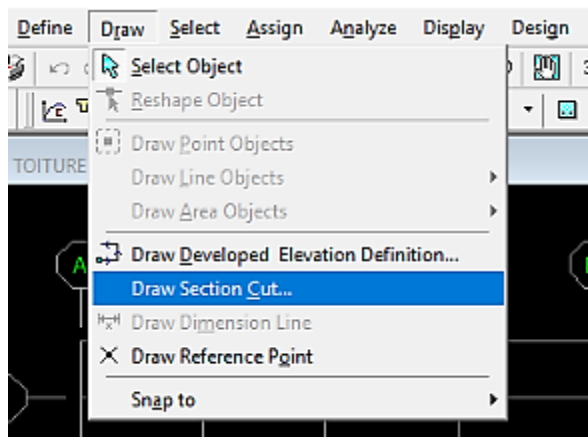 Define Draw Select Assign Analyze Display Design
Select Object
Reshape Object
Draw Point Objects
TOITURE
Draw Line Objects
Draw Area Objects
A
Draw Developed Elevation Definition...
Draw Section Cut...
Draw Dimension Line
Draw Reference Point
Snap to